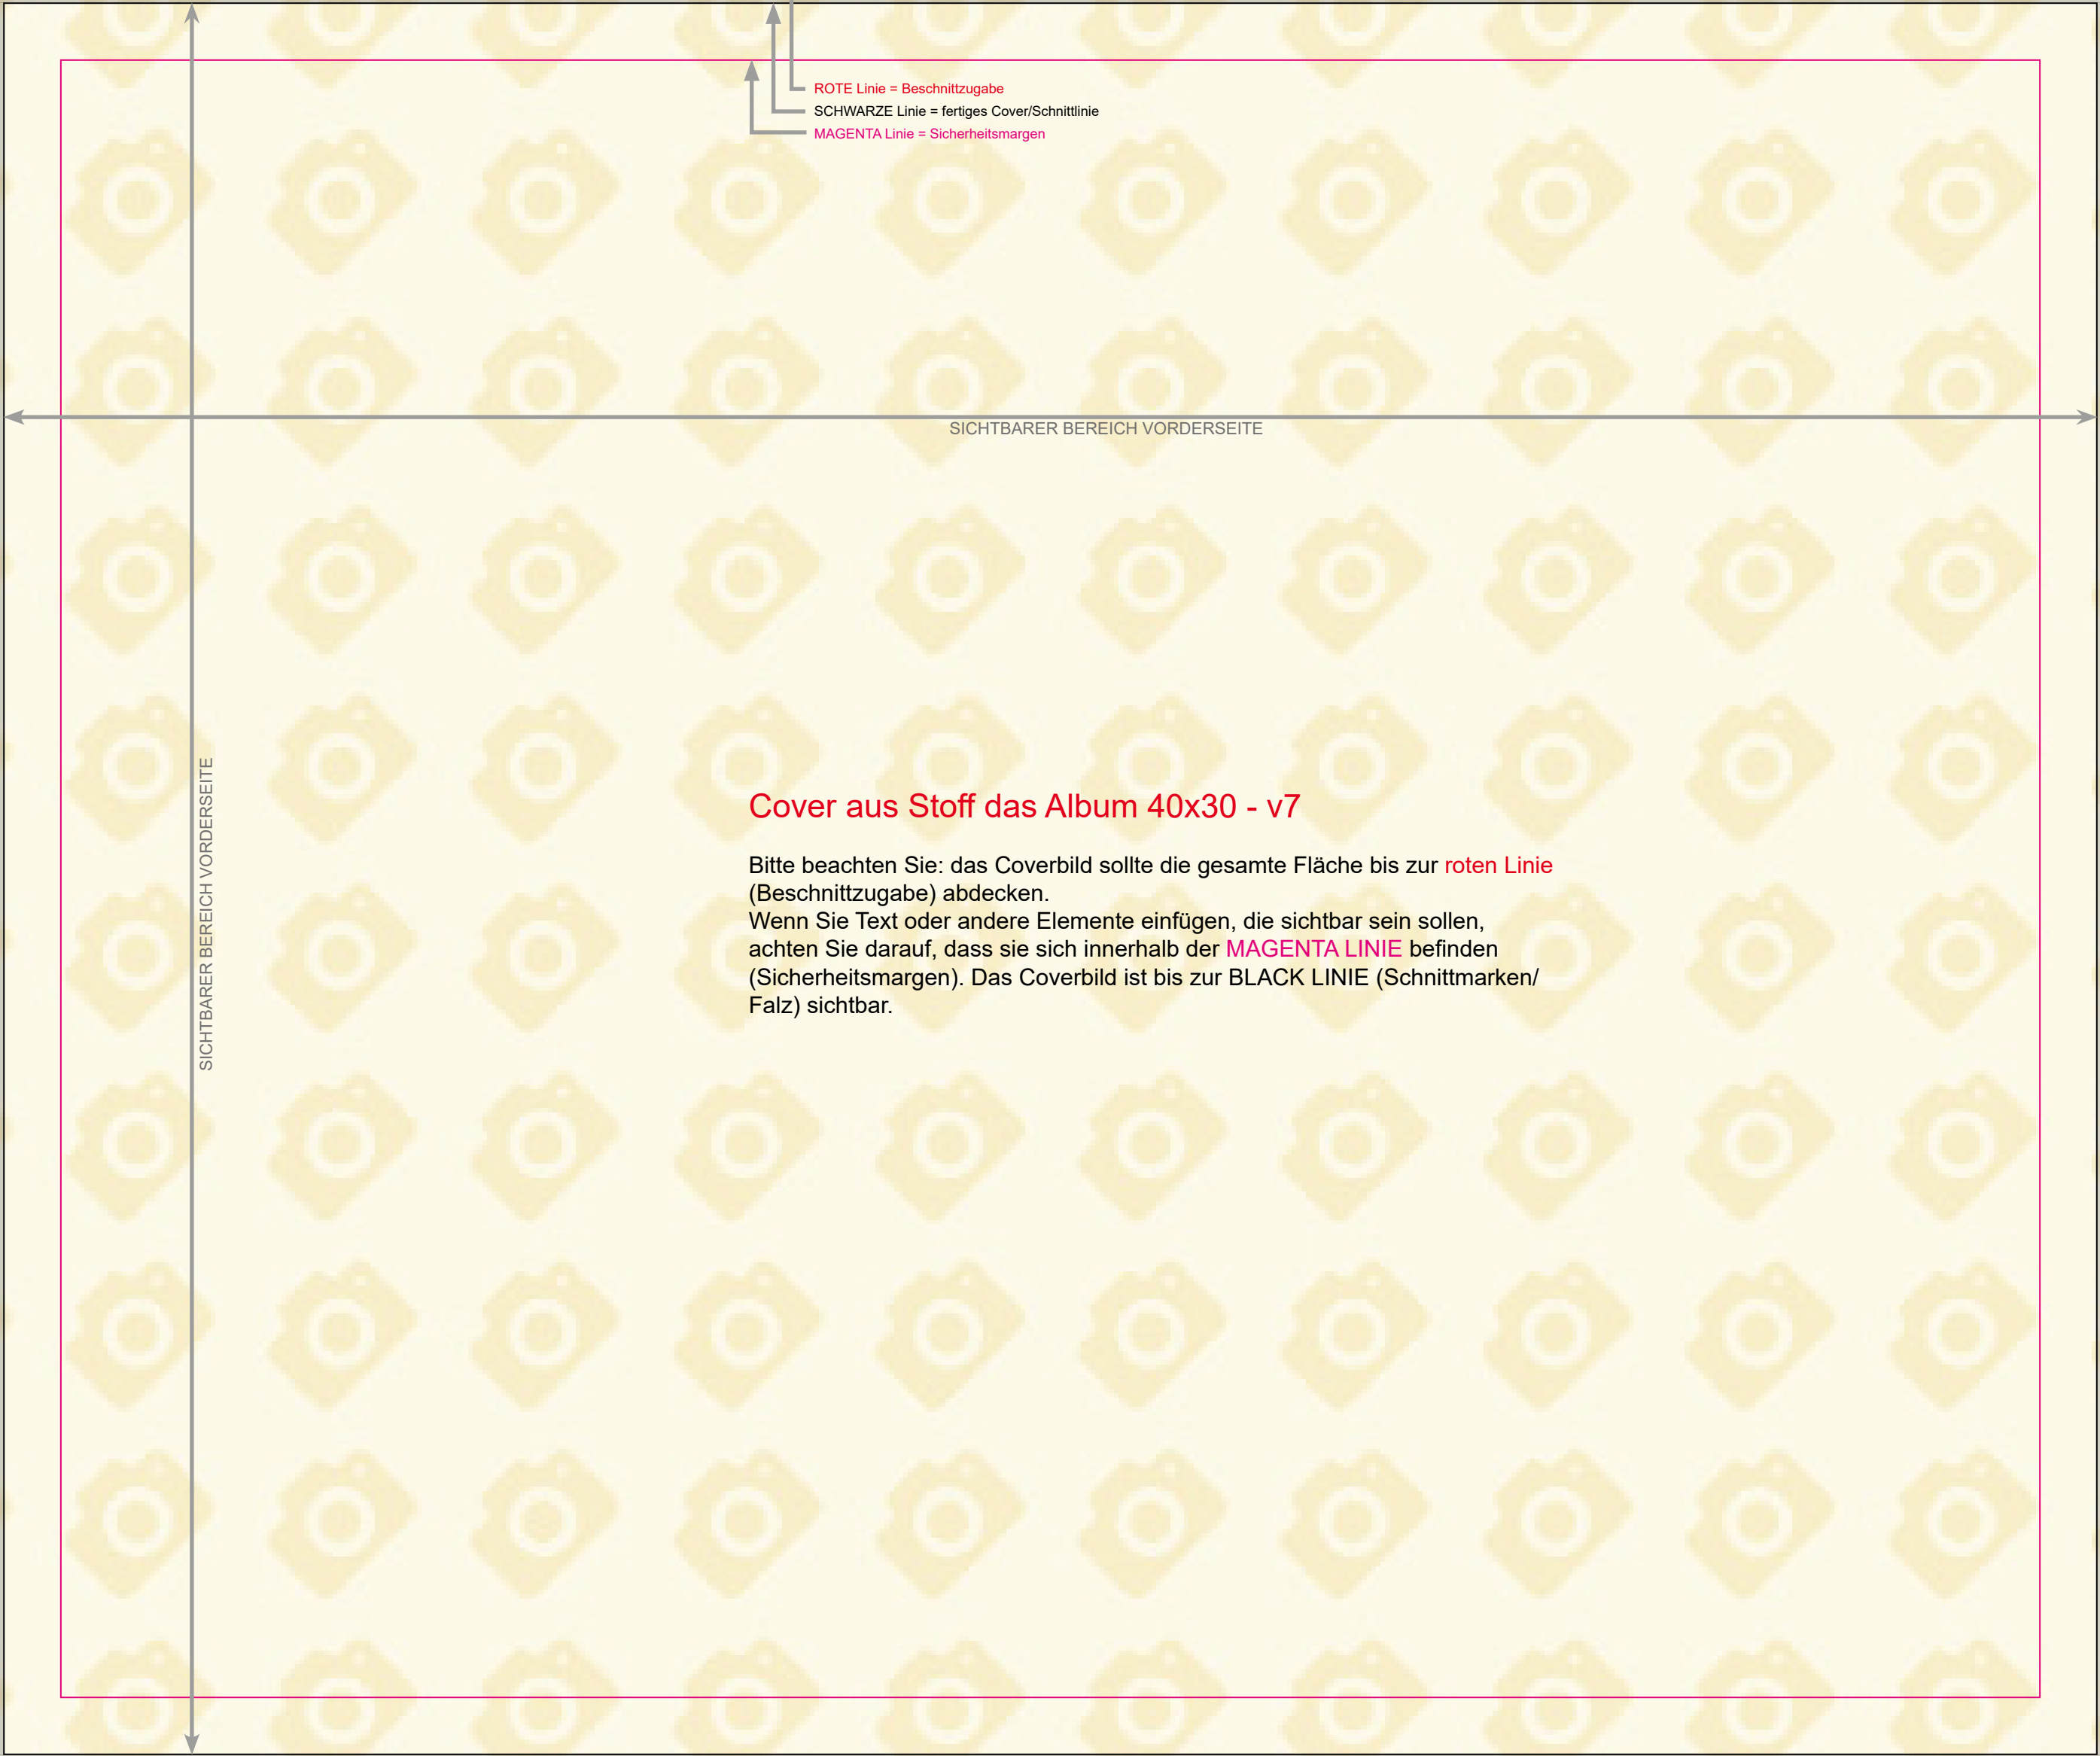 ROTE Linie = Beschnittzugabe
SCHWARZE Linie = fertiges Cover/Schnittlinie
MAGENTA Linie = Sicherheitsmargen
SICHTBARER BEREICH VORDERSEITE
SICHTBARER BEREICH VORDERSEITE
Cover aus Stoff das Album 40x30 - v7
Bitte beachten Sie: das Coverbild sollte die gesamte Fläche bis zur roten Linie
(Beschnittzugabe) abdecken.
Wenn Sie Text oder andere Elemente einfügen, die sichtbar sein sollen,
achten Sie darauf, dass sie sich innerhalb der MAGENTA LINIE befinden
(Sicherheitsmargen). Das Coverbild ist bis zur BLACK LINIE (Schnittmarken/
Falz) sichtbar.